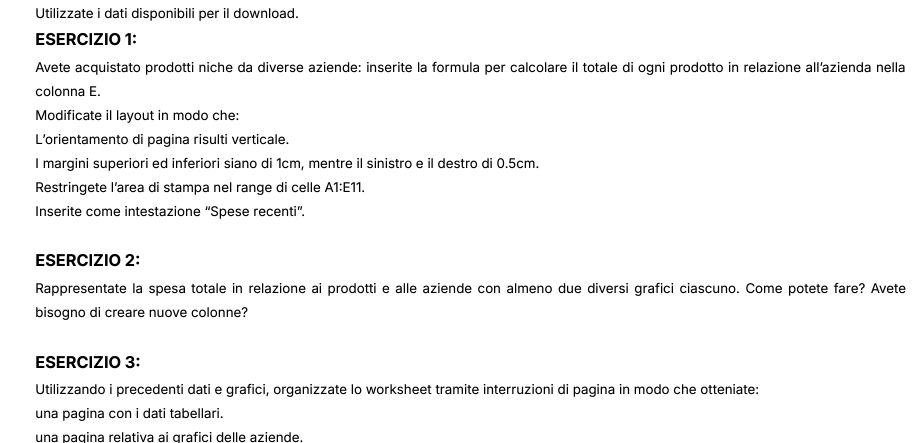 Utilizzate i dati disponibili per il download.
ESERCIZIO 1:
Avete acquistato prodotti niche da diverse aziende: inserite la formula per calcolare il totale di ogni prodotto in relazione all’azienda nella
colonna E.
Modificate il layout in modo che:
L’orientamento di pagina risulti verticale.
I margini superiori ed inferiori siano di 1cm, mentre il sinistro e il destro di 0.5cm.
Restringete l’area di stampa nel range di celle A1:E11.
Inserite come intestazione “Spese recenti”.
ESERCIZIO 2:
Rappresentate la spesa totale in relazione ai prodotti e alle aziende con almeno due diversi grafici ciascuno. Come potete fare? Avete
bisogno di creare nuove colonne?
ESERCIZIO 3:
Utilizzando i precedenti dati e grafici, organizzate lo worksheet tramite interruzioni di pagina in modo che otteniate:
una pagina con i dati tabellari.
una pagina relativa ai grafici delle aziende.